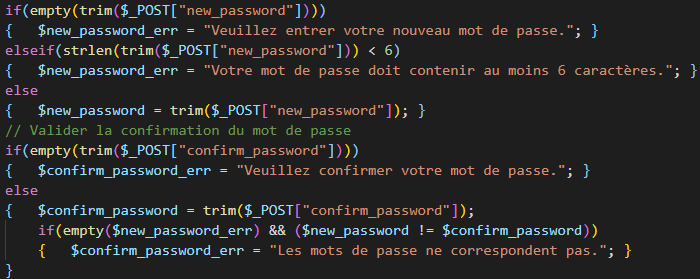 if(empty(trim($_POST["new_password"])))
{   $new_password_err = "Veuillez entrer votre nouveau mot de passe."; }
elseif(strlen(trim($_POST["new_password"])) < 6)
{   $new_password_err = "Votre mot de passe doit contenir au moins 6 caractères."; }
else
{   $new_password = trim($_POST["new_password"]); }
// Valider la confirmation du mot de passe
if(empty(trim($_POST["confirm_password"])))
{   $confirm_password_err = "Veuillez confirmer votre mot de passe."; }
else
{   $confirm_password = trim($_POST["confirm_password"]);
    if(empty($new_password_err) && ($new_password != $confirm_password))
    {   $confirm_password_err = "Les mots de passe ne correspondent pas."; }
}